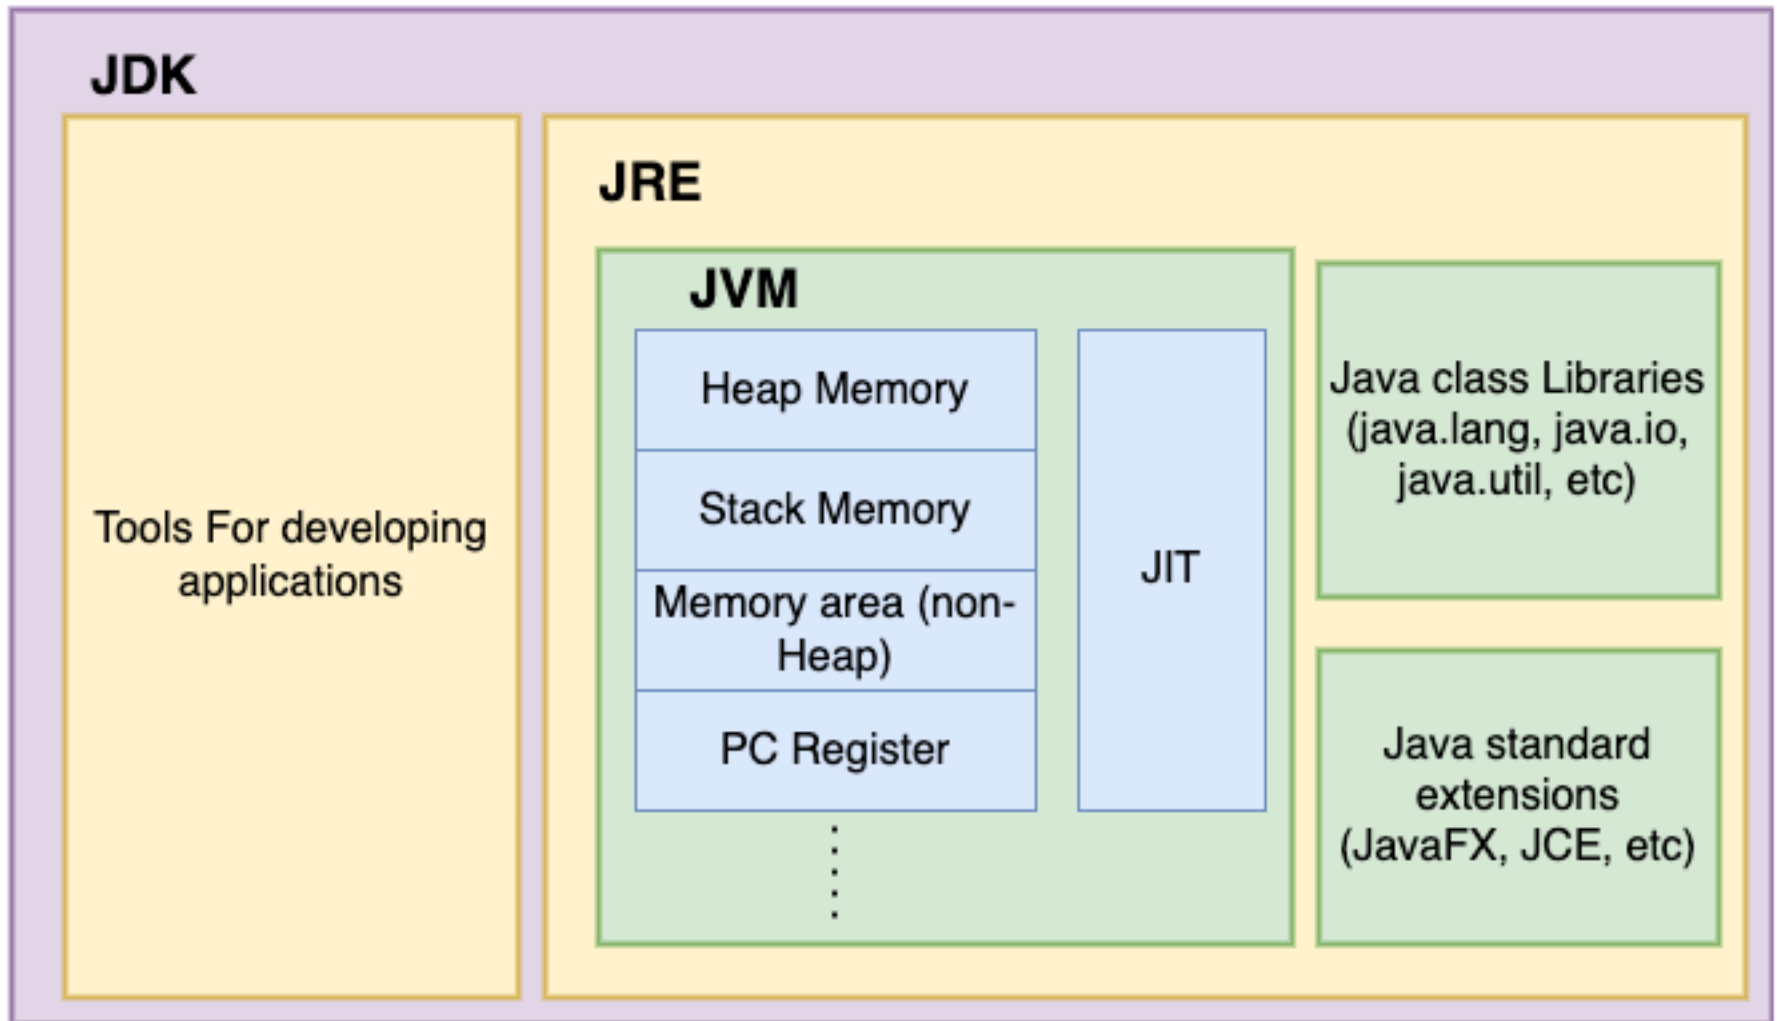 JDK
Tools For developing
applications
JRE
JVM
Heap Memory
Stack Memory
Memory area (non-
Heap)
PC Register
JIT
Java class Libraries
(java.lang, java.io,
java.util, etc)
Java standard
extensions
(JavaFX, JCE, etc)